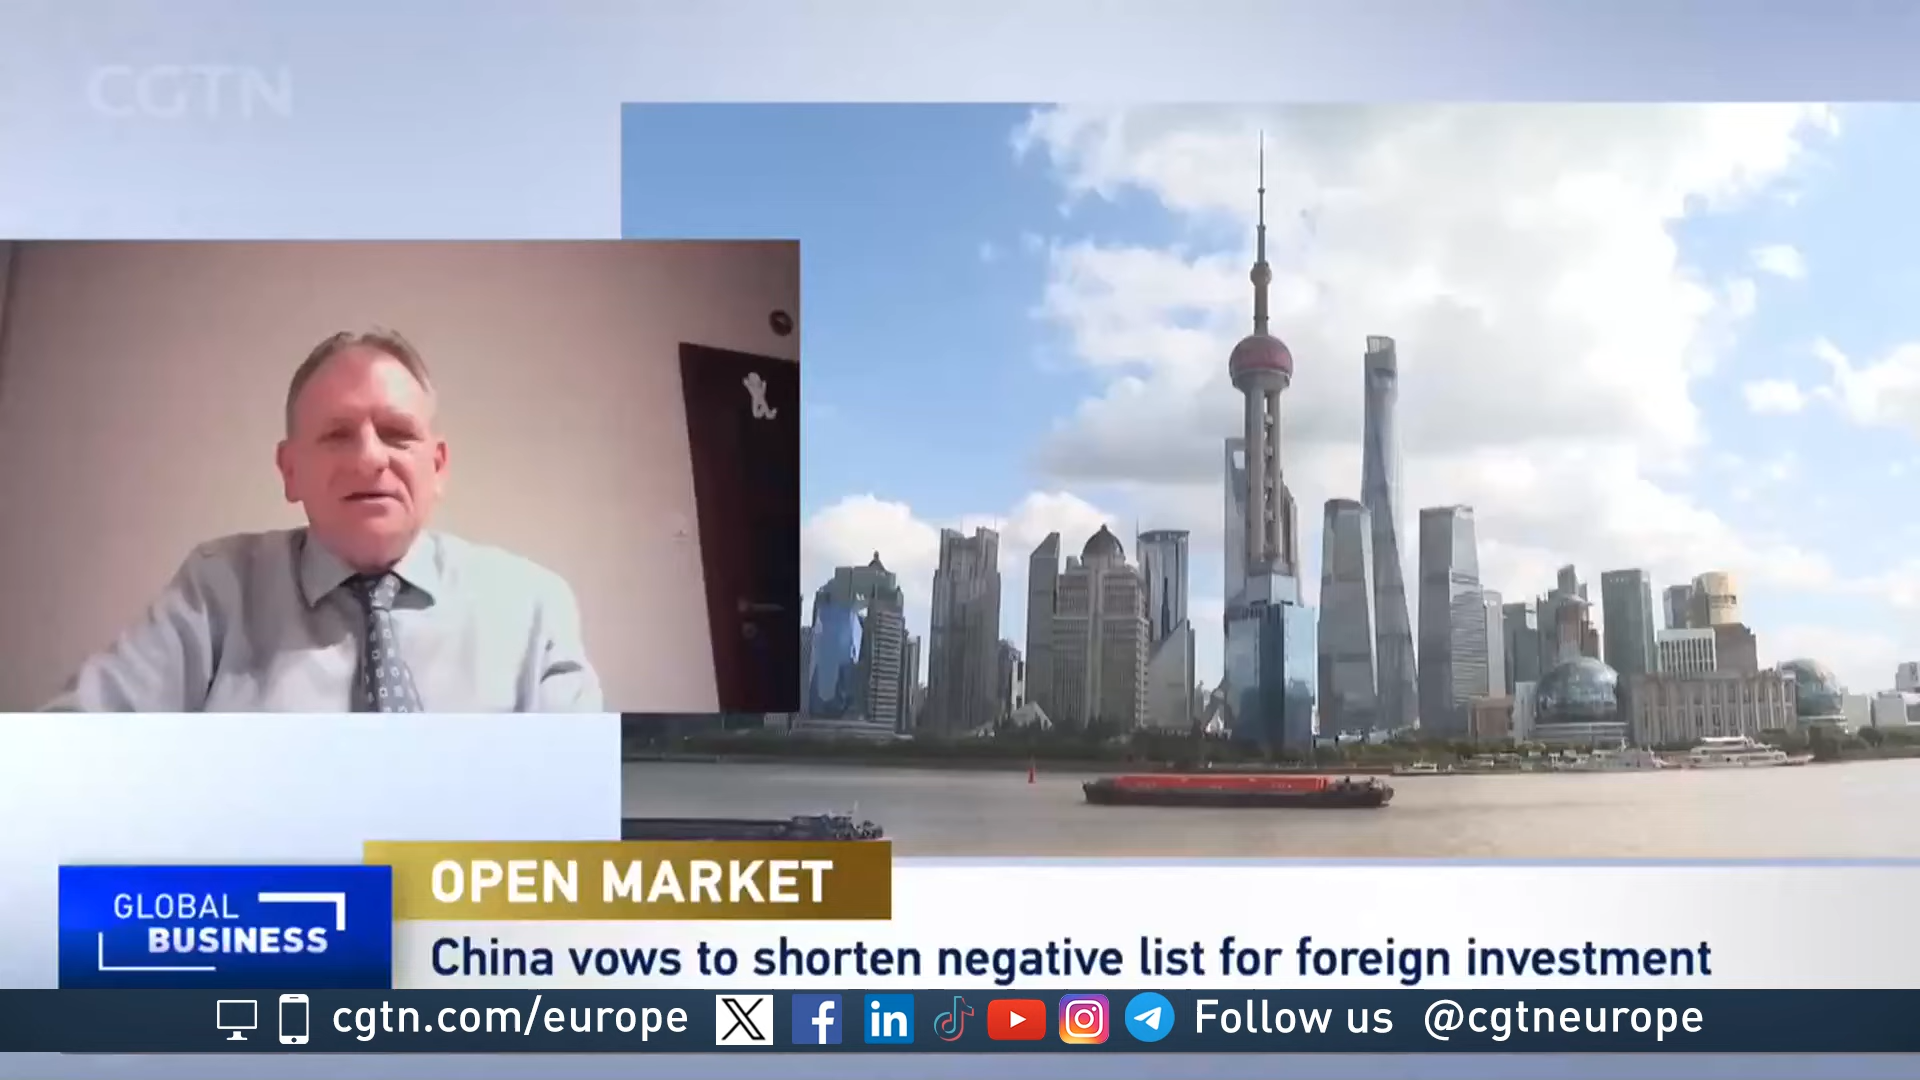 CGTN
OPEN MARKET
GLOBAL
BUSINESS
China vows to shorten negative list for foreign investment
cgtn.com/europe
Follow us @cgtneurope